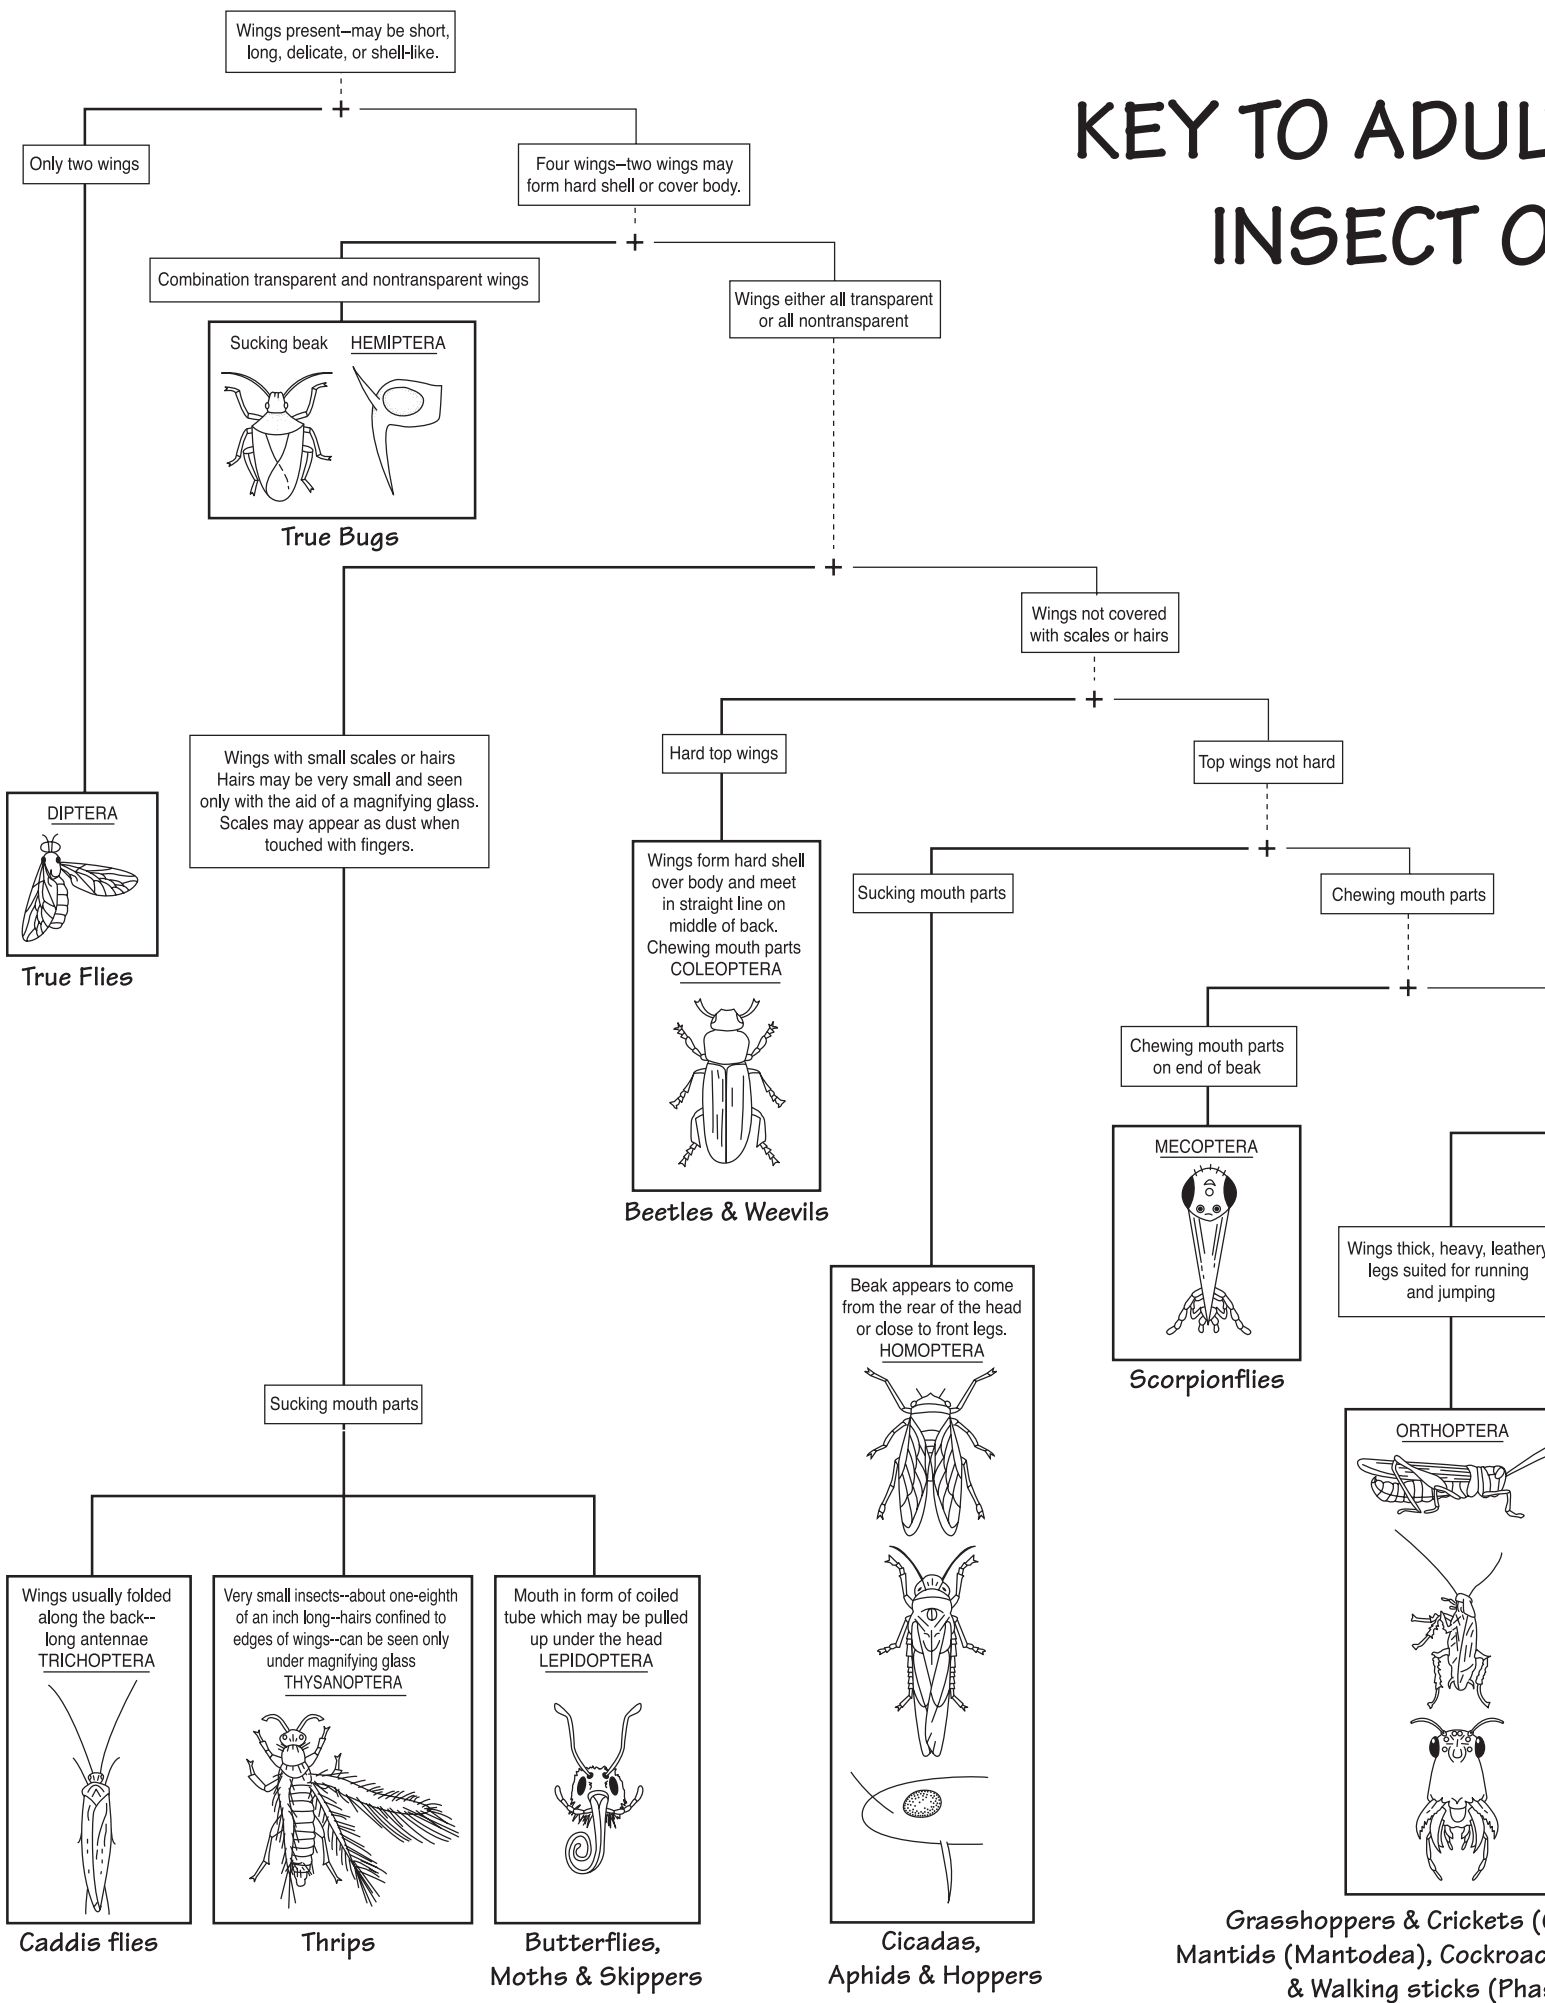 Wings present–may be short,
long, delicate, or shell-like.
KEY TO ADUL
INSECT O
Only two wings
Four wings–two wings may
form hard shell or cover body.
Combination transparent and nontransparent wings
Wings either all transparent
or all nontransparent
Sucking beak HEMIPTERA
True Bugs
Wings not covered
with scales or hairs
Wings with small scales or hairs
Hairs may be very small and seen
only with the aid of a magnifying glass.
Scales may appear as dust when
touched with fingers.
Hard top wings
Top wings not hard
DIPTERA
True Flies
Wings form hard shell
over body and meet
in straight line on
middle of back.
Chewing mouth parts
COLEOPTERA
Beetles & Weevils
Sucking mouth parts
Chewing mouth parts
Chewing mouth parts
on end of beak
MECOPTERA
Scorpionflies
Wings thick, heavy, leathery
legs suited for running
and jumping
Beak appears to come
from the rear of the head
or close to front legs.
HOMOPTERA
Sucking mouth parts
ORTHOPTERA
Wings usually folded
along the back--
long antennae
TRICHOPTERA
Very small insects--about one-eighth
of an inch long--hairs confined to
edges of wings--can be seen only
under magnifying glass
THYSANOPTERA
Mouth in form of coiled
tube which may be pulled
up under the head
LEPIDOPTERA
Caddis flies
Thrips
Butterflies,
Moths & Skippers
Cicadas,
Aphids & Hoppers
Grasshoppers & Crickets (
Mantids (Mantodea), Cockroac
& Walking sticks (Phas